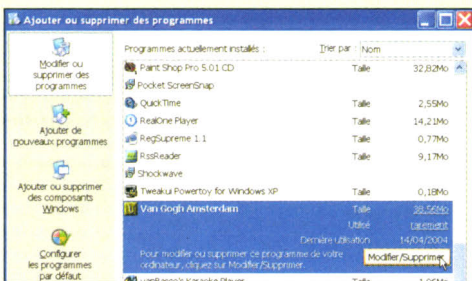 Ajouter ou supprimer des programmes
Modifier ou
supprimer des
programmes
Ajouter de
nouveaux programmes
Ajouter ou supprimer
des composants
Windows
Configurer
les programmes
par défaut
Programmes actuellement installés :
Trier par : Nom
Paint Shop Pro 5.01 CD Taille 32,82Mo
Pocket ScreenSnap
QuickTime Taille 2,55Mo
RealOne Player Taille 14,21Mo
RegSupreme 1.1 Taille 0,77Mo
RssReader Taille 9,17Mo
Shockwave
Tweakui Powertoy for Windows XP Taille 0,18Mo
Van Gogh Amsterdam Taille 38,56Mo
Utilisé rarement
Dernière utilisation 14/04/2004
Pour modifier ou supprimer ce programme de votre
ordinateur, cliquez sur Modifier/Supprimer.
Modifier/Supprimer
Karaoke Player Taille 1,06Mo